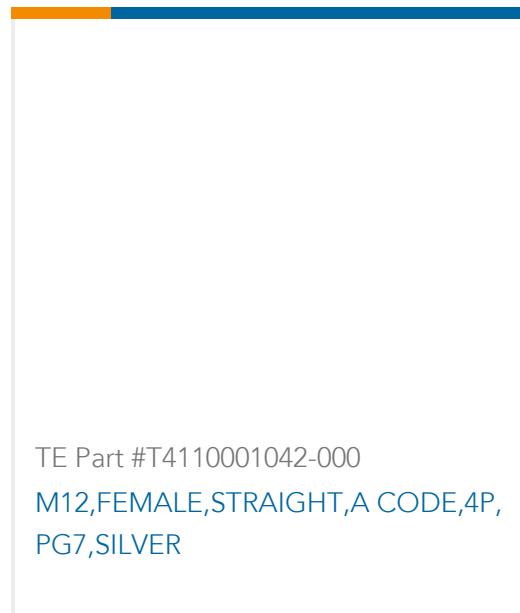 TE Part #T4110001042-000
M12,FEMALE,STRAIGHT,A CODE,4P,
PG7,SILVER